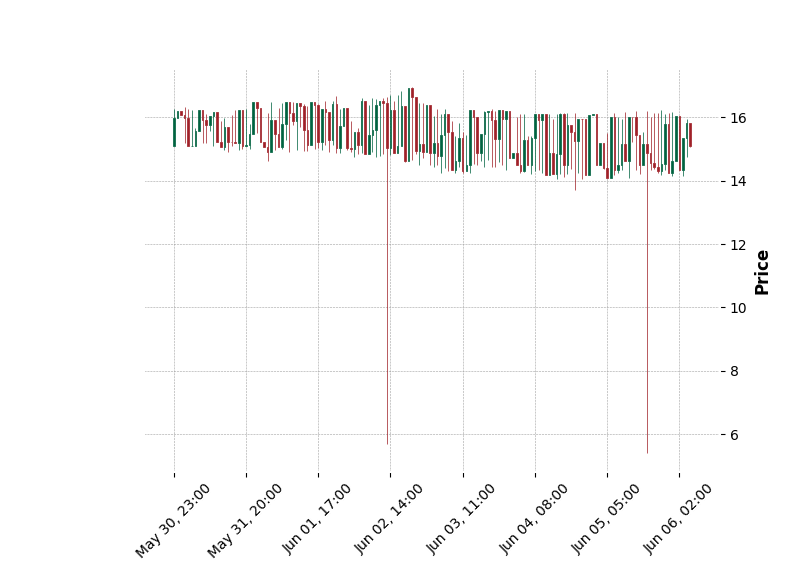 16
14
12
10
8
6
Price
May 30, 23:00
May 31, 20:00
Jun 01, 17:00
Jun 02, 14:00
Jun 03, 11:00
Jun 04, 08:00
Jun 05, 05:00
Jun 06, 02:00